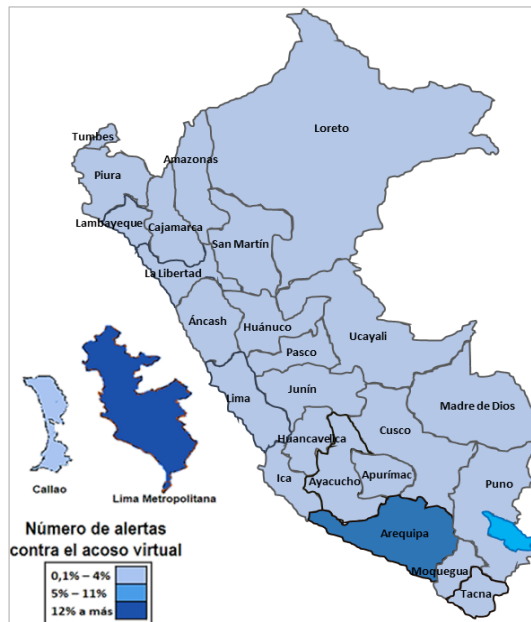 Loreto
Tumbes
Amazonas
Piura
Lambayeque
Cajamarca
San Martín
La Libertad
Áncash
Huánuco
Ucayali
Pasco
Lima
Junín
Madre de Dios
Cusco
Huancavelica
Ica
Ayacucho
Apurímac
Puno
Arequipa
Moquegua
Tacna
Callao
Lima Metropolitana
Número de alertas
contra el acoso virtual
0,1% – 4%
5% – 11%
12% a más